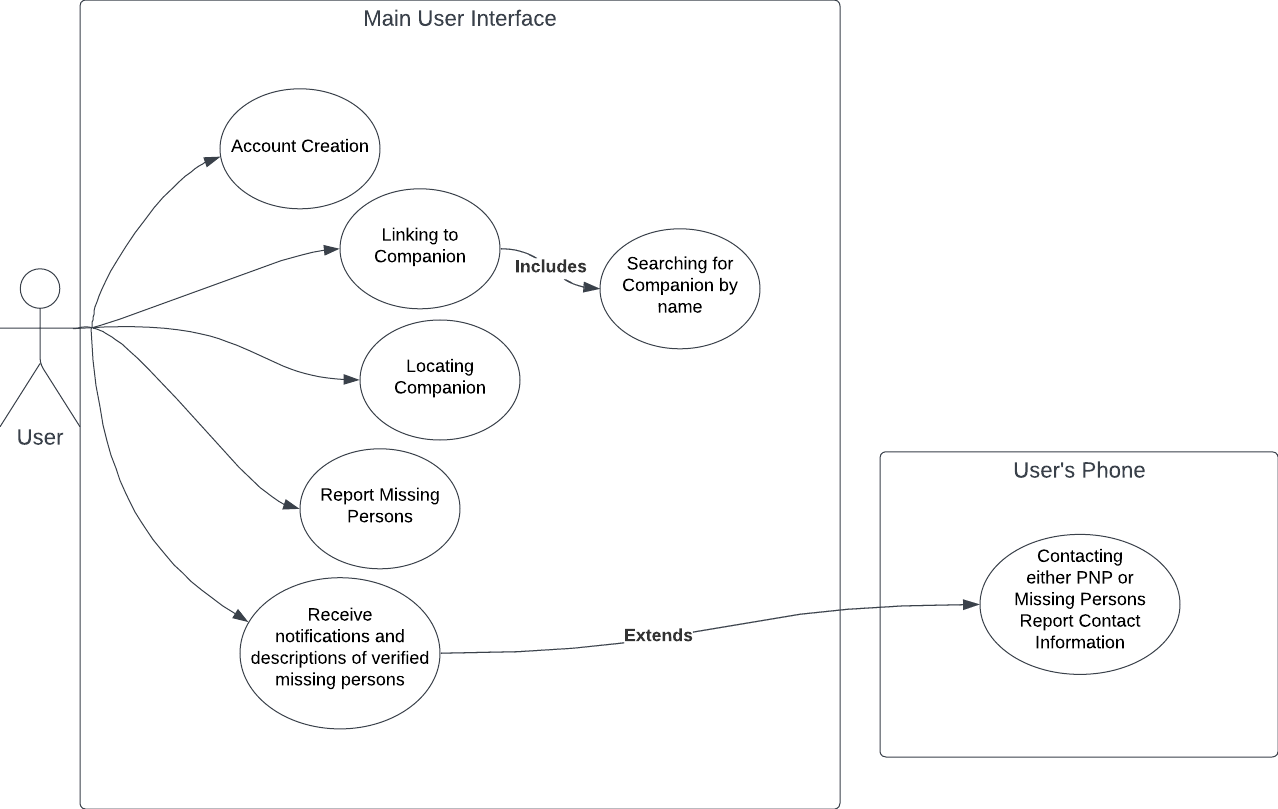 Main User Interface
Account Creation
Linking to
Companion
Includes
Searching for
Companion by
name
Locating
Companion
User
Report Missing
Persons
Receive
notifications and
descriptions of verified
missing persons
Extends
User's Phone
Contacting
either PNP or
Missing Persons
Report Contact
Information